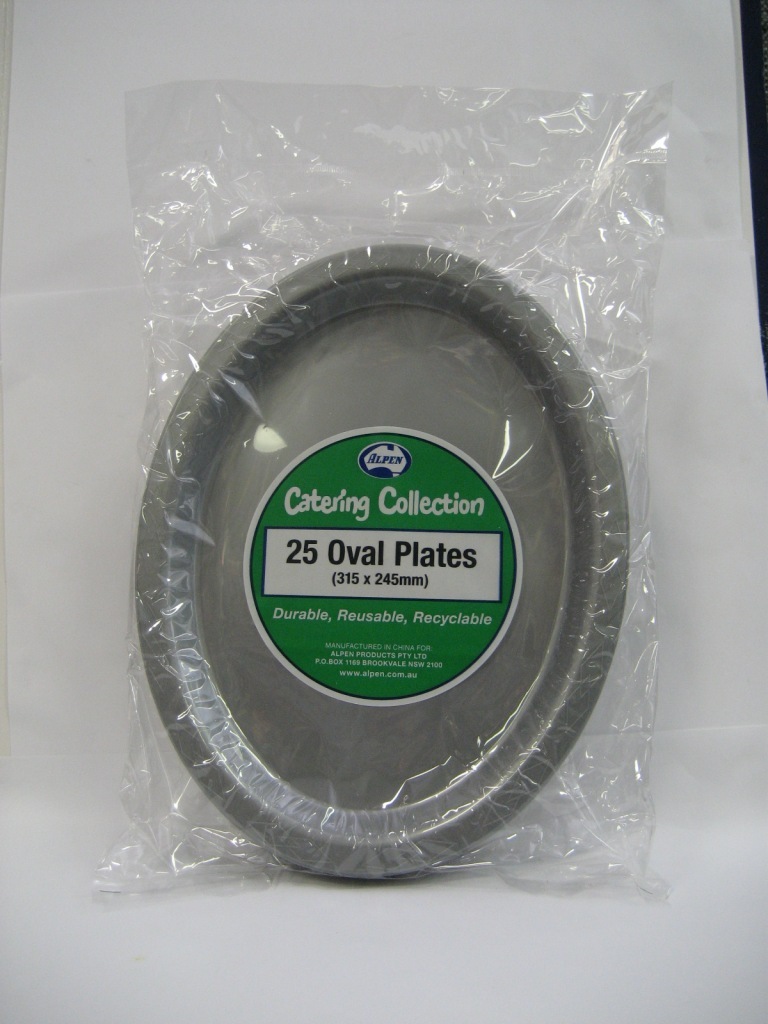 ALPEN
Catering Collection
25 Oval Plates
(315 x 245mm)
Durable, Reusable, Recyclable
MANUFACTURED IN CHINA FOR:
ALPEN PRODUCTS PTY LTD
P.O.BOX 1169 BROOKVALE NSW 2100
www.alpen.com.au